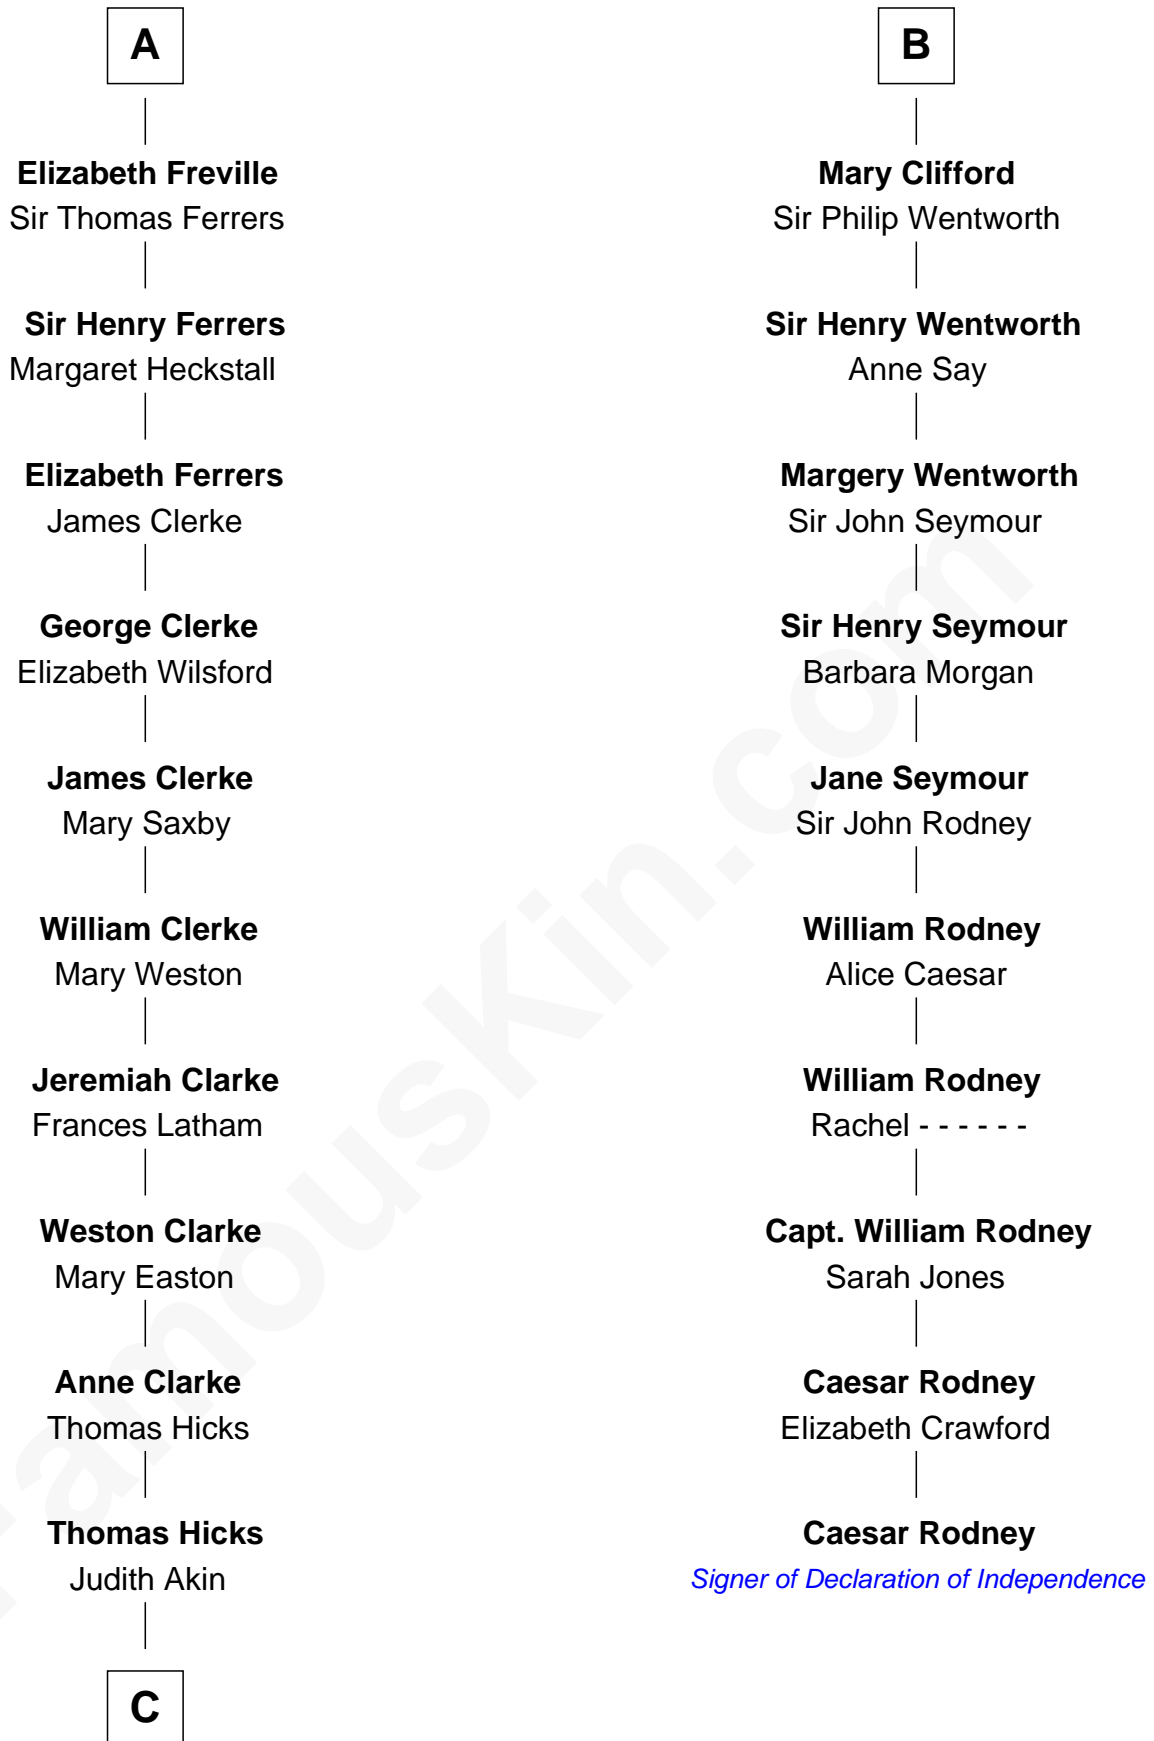 A
Elizabeth Freville
Sir Thomas Ferrers
Sir Henry Ferrers
Margaret Heckstall
Elizabeth Ferrers
James Clerke
George Clerke
Elizabeth Wilsford
James Clerke
Mary Saxby
William Clerke
Mary Weston
Jeremiah Clarke
Frances Latham
Weston Clarke
Mary Easton
Anne Clarke
Thomas Hicks
Thomas Hicks
Judith Akin
C
B
Mary Clifford
Sir Philip Wentworth
Sir Henry Wentworth
Anne Say
Margery Wentworth
Sir John Seymour
Sir Henry Seymour
Barbara Morgan
Jane Seymour
Sir John Rodney
William Rodney
Alice Caesar
William Rodney
Rachel - - - - - -
Capt. William Rodney
Sarah Jones
Caesar Rodney
Elizabeth Crawford
Caesar Rodney
Signer of Declaration of Independence
FamousKin.com